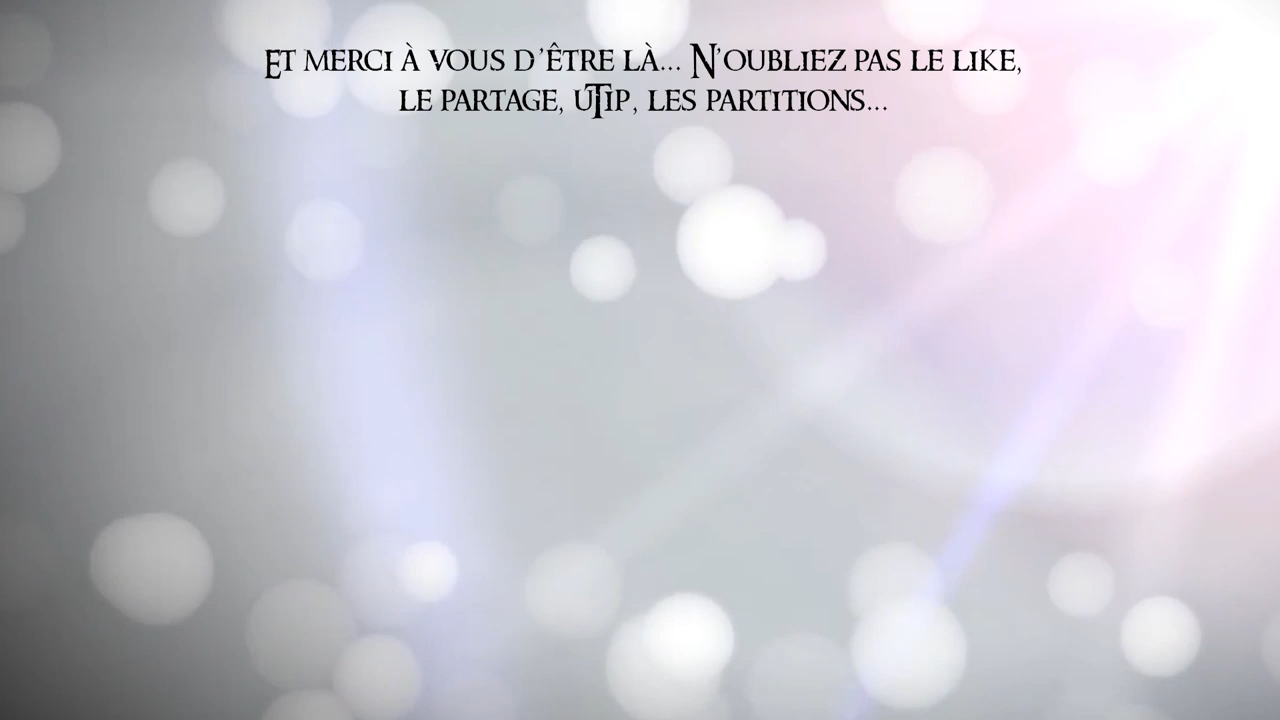 Et merci à vous d'être là... N'oubliez pas le like,
le partage, uTip, les partitions...